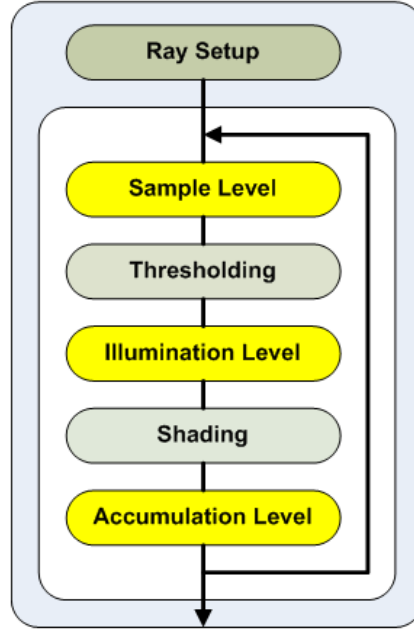 Ray Setup
Sample Level
Thresholding
Illumination Level
Shading
Accumulation Level